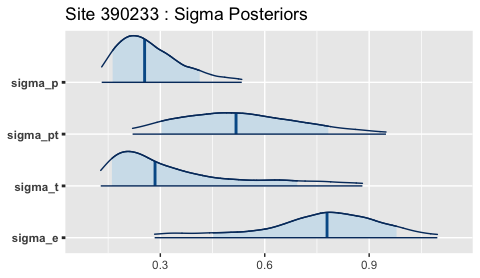 Site 390233 : Sigma Posteriors
sigma_p
sigma_pt
sigma_t
sigma_e
0.3 0.6 0.9